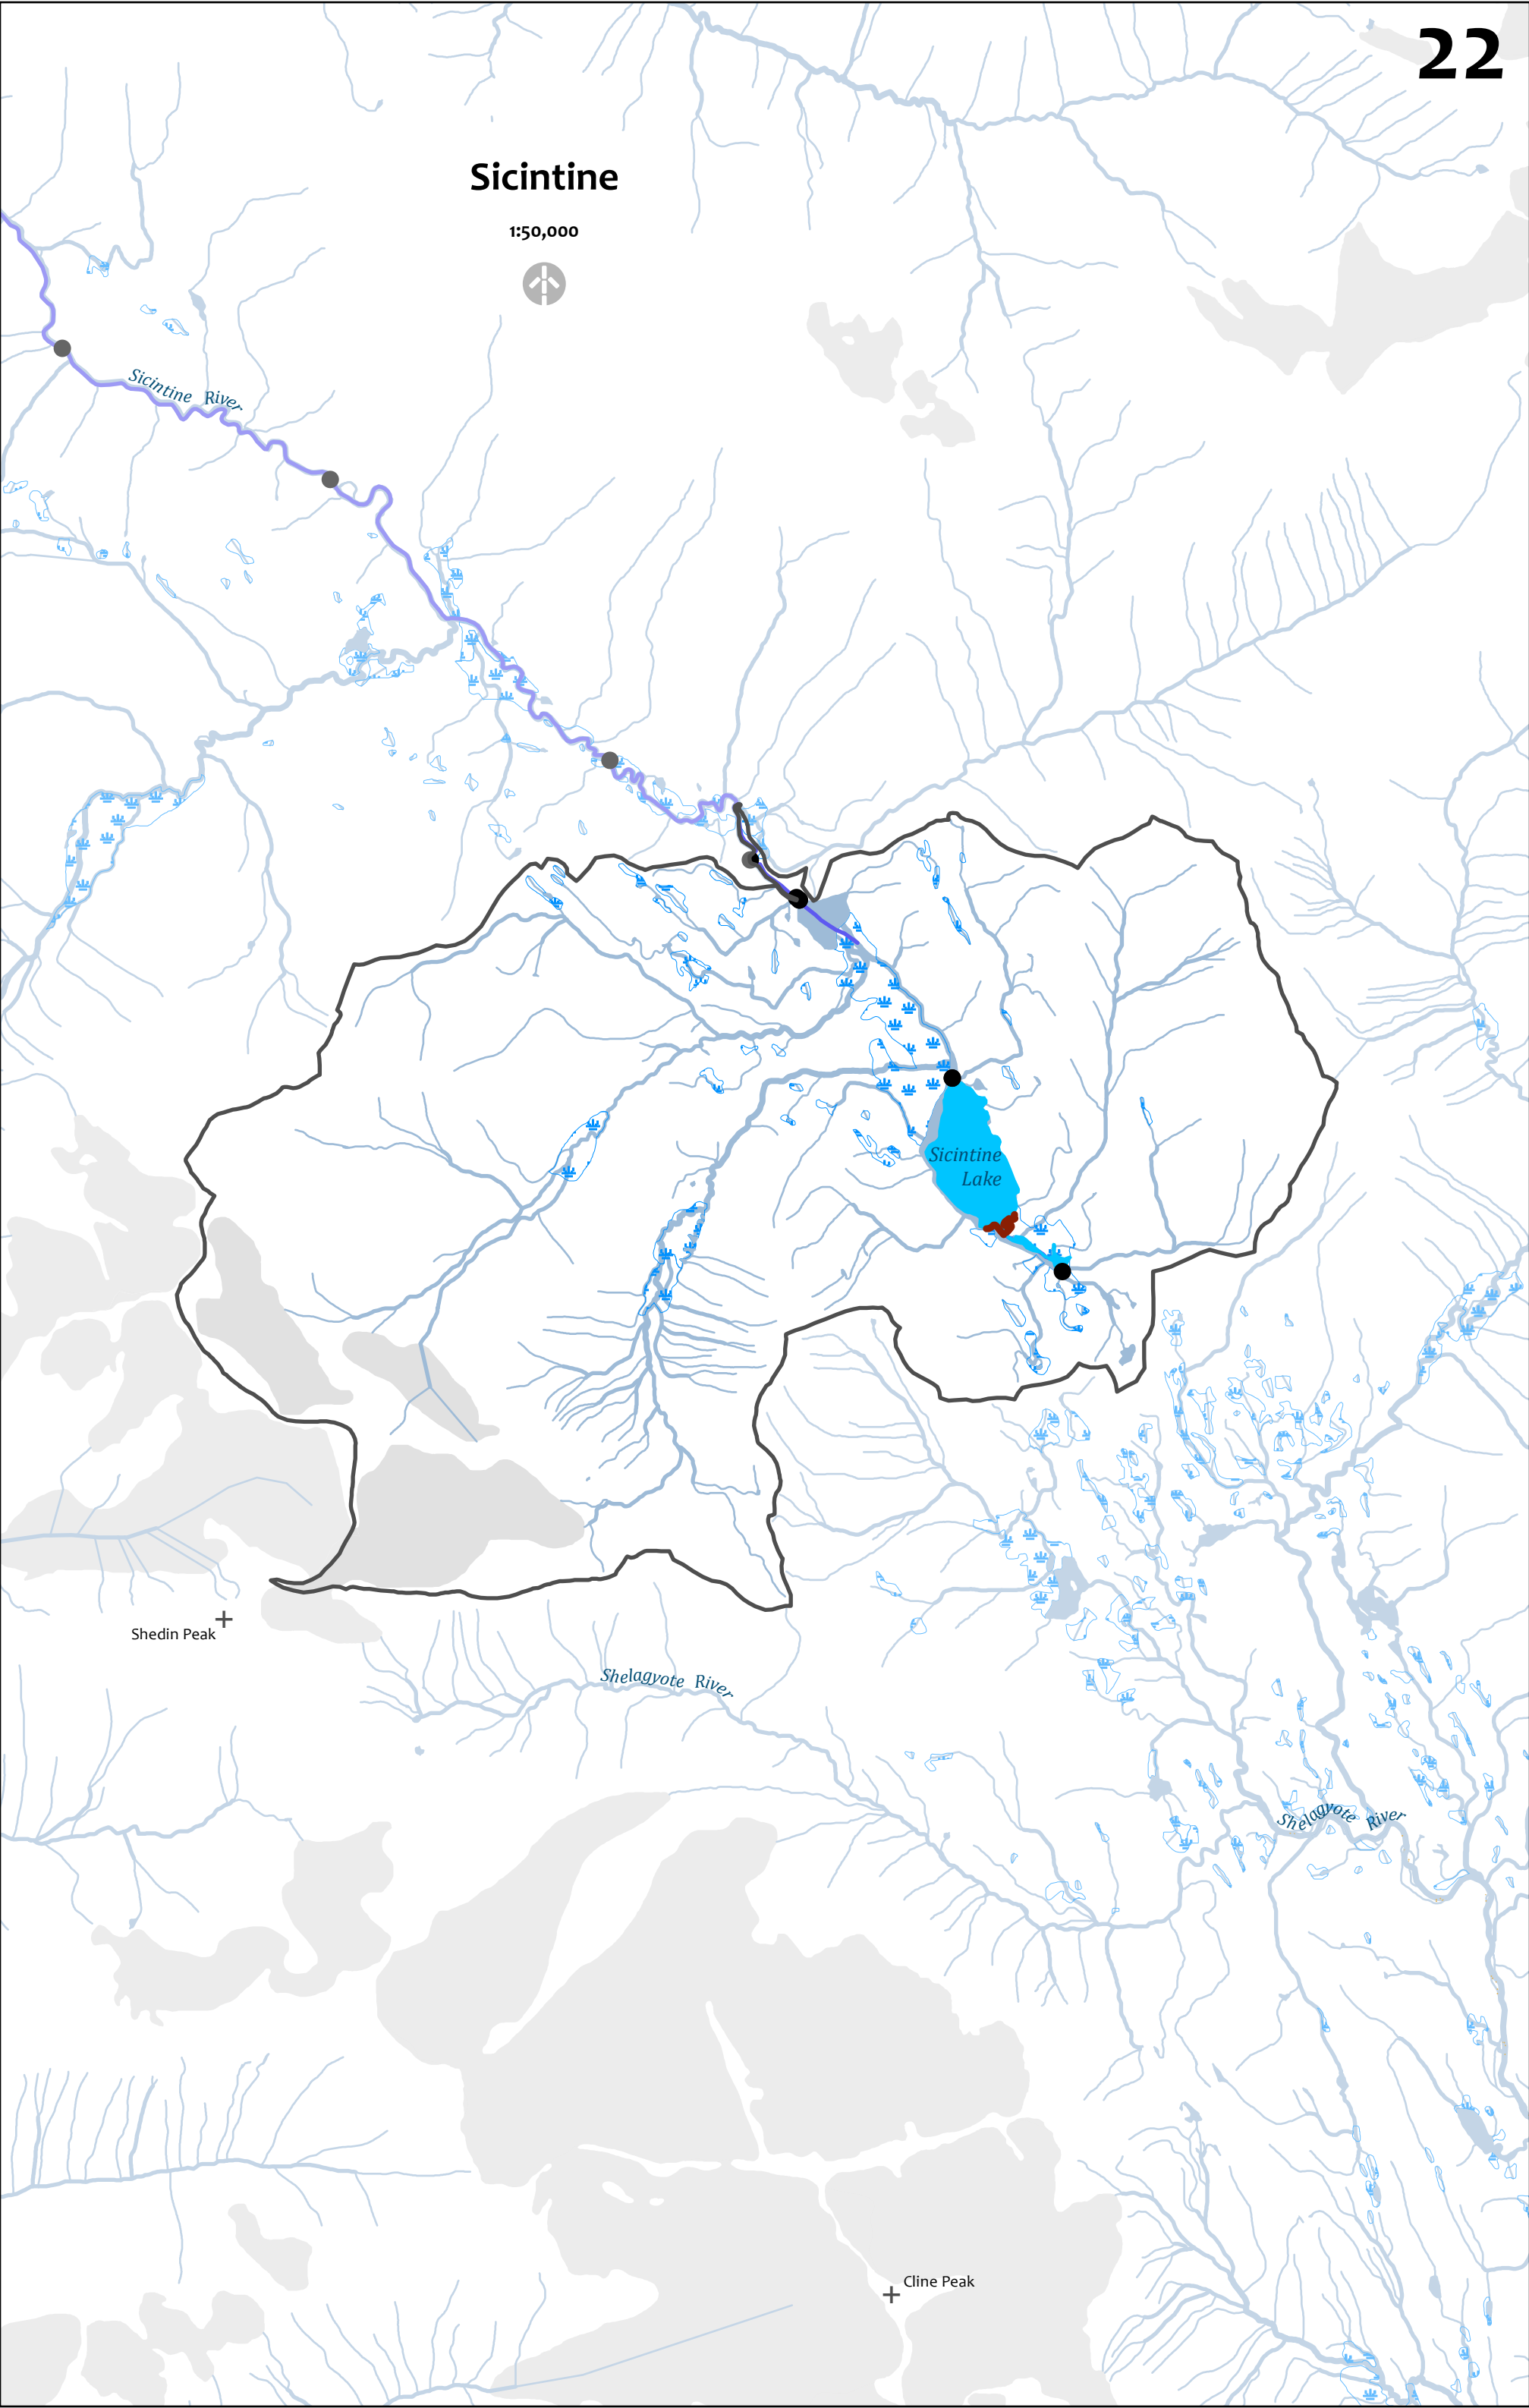 22
Sicintine
1:50,000
Sicintine River
Sicintine
Lake
Shedin Peak
Shelagyote River
Shelagyote River
Cline Peak